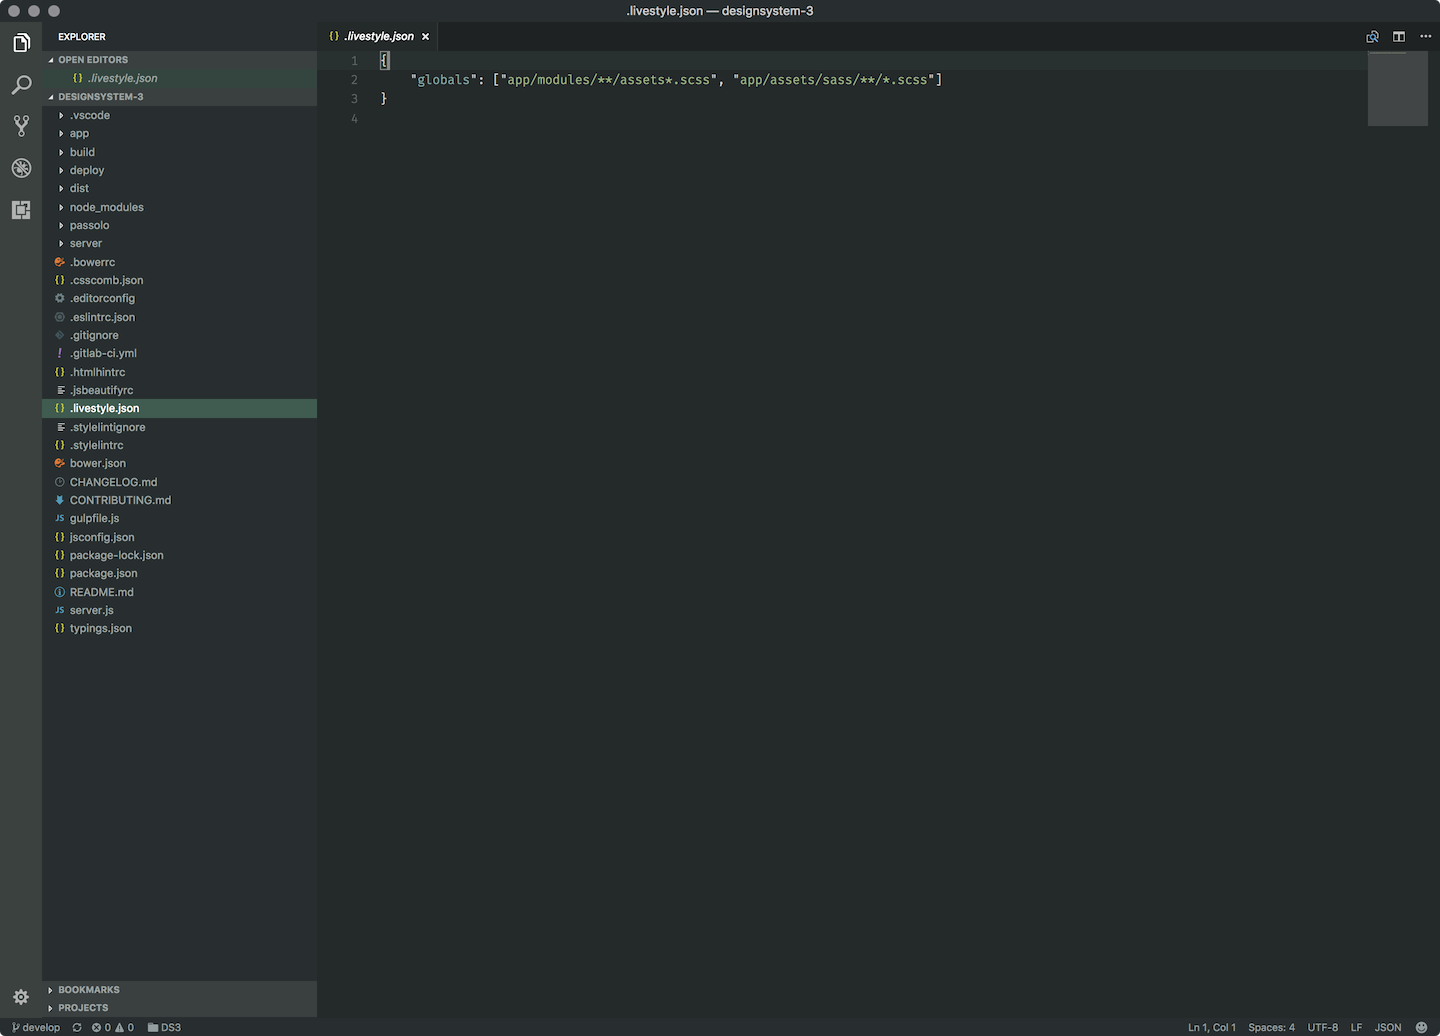 .livestyle.json — designsystem-3
EXPLORER
OPEN EDITORS
{} .livestyle.json
DESIGNSYSTEM-3
.vscode
app
build
deploy
dist
node_modules
passolo
server
.bowerrc
{} .csscomb.json
.editorconfig
.eslintrc.json
.gitignore
! .gitlab-ci.yml
{} .htmlhintrc
.jsbeautifyrc
{} .livestyle.json
.stylelintignore
{} .stylelintrc
bower.json
CHANGELOG.md
CONTRIBUTING.md
JS gulpfile.js
{} jsconfig.json
{} package-lock.json
{} package.json
README.md
JS server.js
{} typings.json
BOOKMARKS
PROJECTS
{} .livestyle.json ×
1 {
2 "globals": ["app/modules/**/assets*.scss", "app/assets/sass/**/*.scss"]
3 }
4
develop 0 0 DS3 Ln 1, Col 1 Spaces: 4 UTF-8 LF JSON